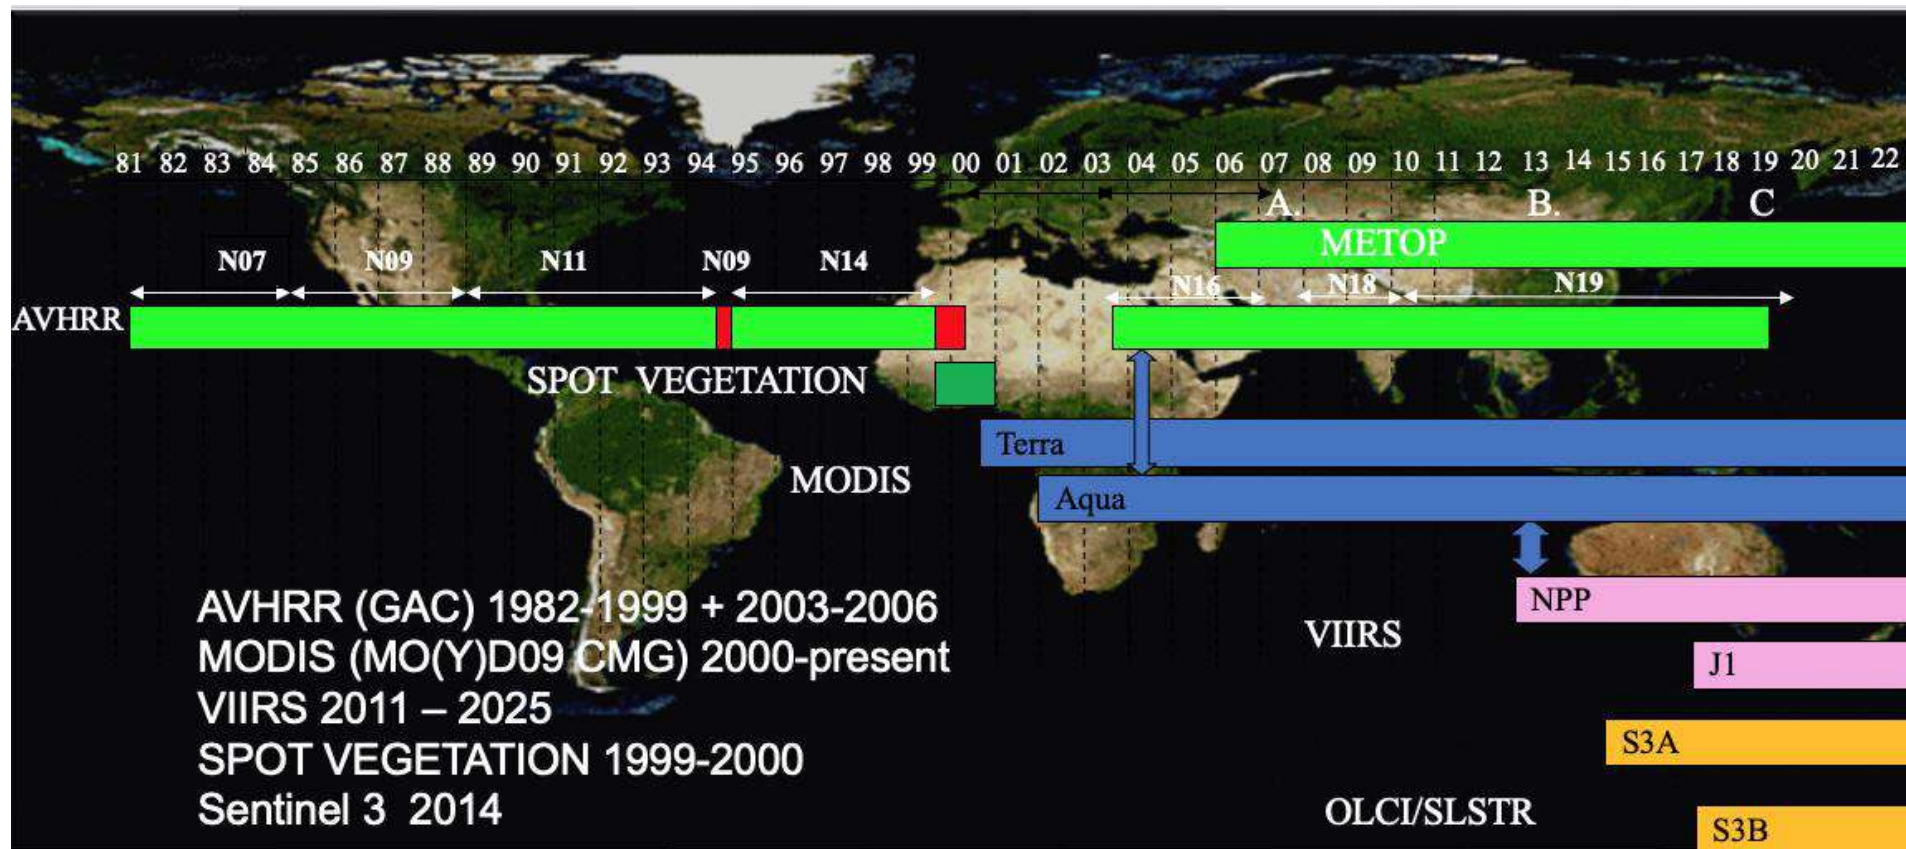 81 82 83 84 85 86 87 88 89 90 91 92 93 94 95 96 97 98 99 00 01 02 03 04 05 06 07 08 09 10 11 12 13 14 15 16 17 18 19 20 21 22
A. B. C
METOP
N07 N09 N11 N09 N14
N16 N18 N19
AVHRR
SPOT VEGETATION
Terra
MODIS
Aqua
NPP
VIIRS
J1
S3A
OLCI/SLSTR
S3B
AVHRR (GAC) 1982-1999 + 2003-2006
MODIS (MO(Y)D09 CMG) 2000-present
VIIRS 2011 – 2025
SPOT VEGETATION 1999-2000
Sentinel 3 2014